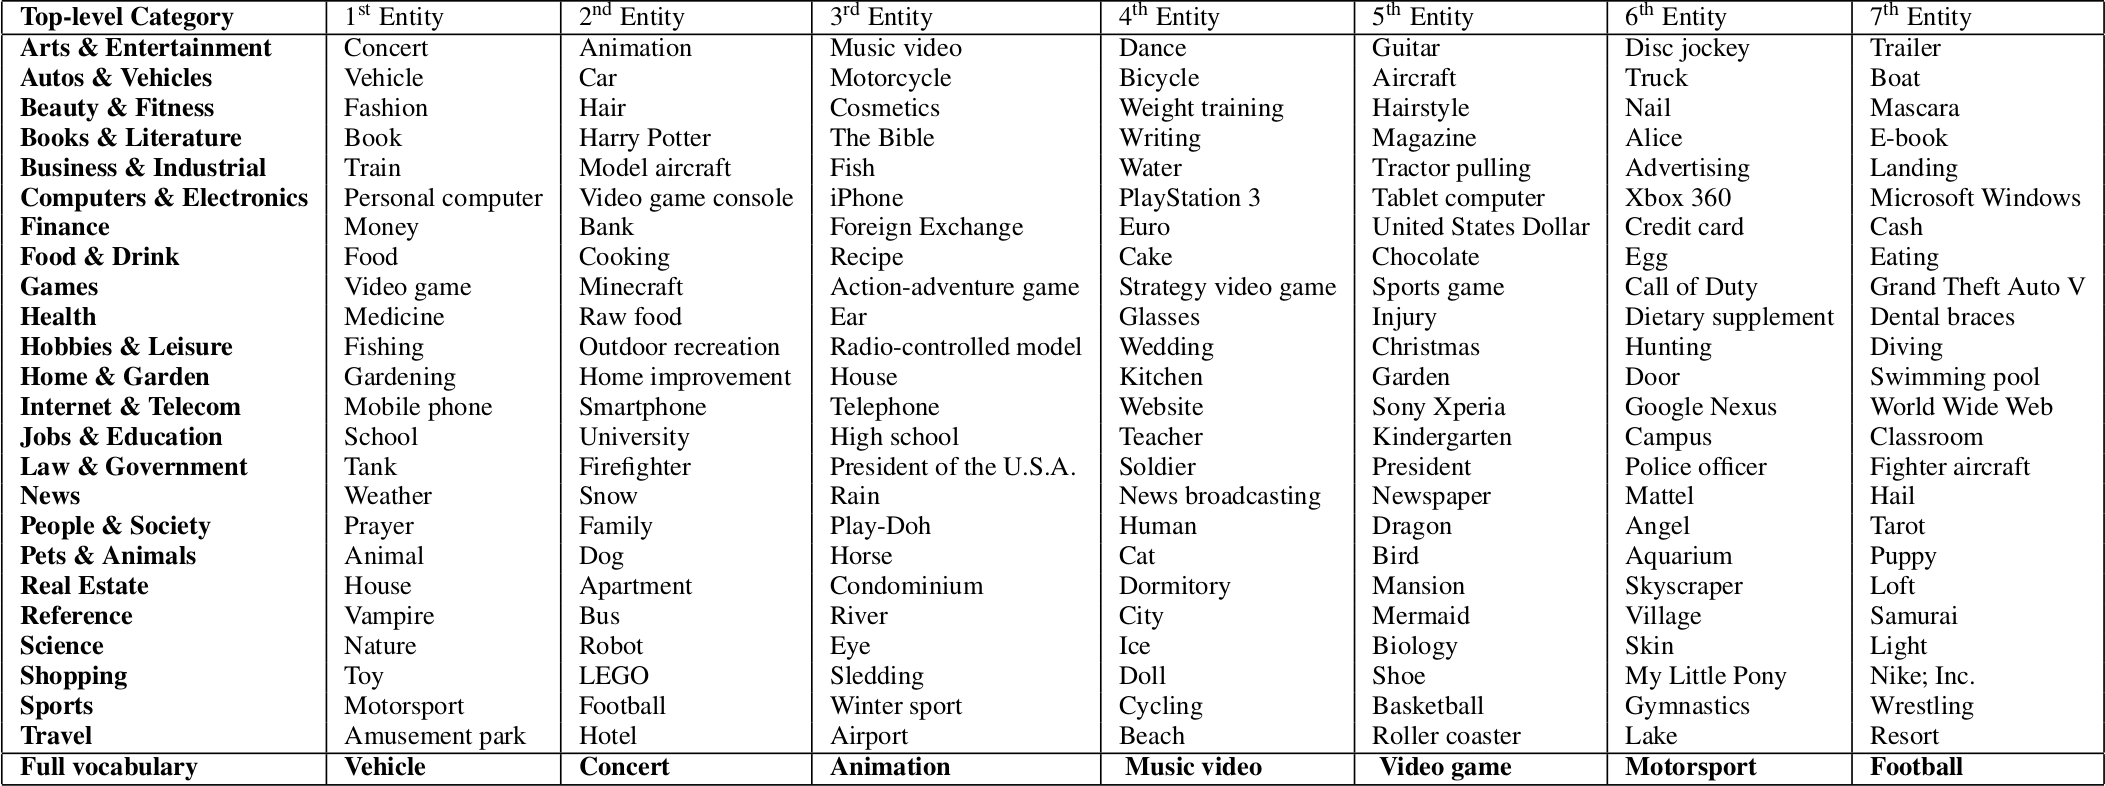 Top-level Category 1st Entity 2nd Entity 3rd Entity 4th Entity 5th Entity 6th Entity 7th Entity
Arts & Entertainment Concert Animation Music video Dance Guitar Disc jockey Trailer
Autos & Vehicles Vehicle Car Motorcycle Bicycle Aircraft Truck Boat
Beauty & Fitness Fashion Hair Cosmetics Weight training Hairstyle Nail Mascara
Books & Literature Book Harry Potter The Bible Writing Magazine Alice E-book
Business & Industrial Train Model aircraft Fish Water Tractor pulling Advertising Landing
Computers & Electronics Personal computer Video game console iPhone PlayStation 3 Tablet computer Xbox 360 Microsoft Windows
Finance Money Bank Foreign Exchange Euro United States Dollar Credit card Cash
Food & Drink Food Cooking Recipe Cake Chocolate Egg Eating
Games Video game Minecraft Action-adventure game Strategy video game Sports game Call of Duty Grand Theft Auto V
Health Medicine Raw food Ear Glasses Injury Dietary supplement Dental braces
Hobbies & Leisure Fishing Outdoor recreation Radio-controlled model Wedding Christmas Hunting Diving
Home & Garden Gardening Home improvement House Kitchen Garden Door Swimming pool
Internet & Telecom Mobile phone Smartphone Telephone Website Sony Xperia Google Nexus World Wide Web
Jobs & Education School University High school Teacher Kindergarten Campus Classroom
Law & Government Tank Firefighter President of the U.S.A. Soldier President Police officer Fighter aircraft
News Weather Snow Rain News broadcasting Newspaper Mattel Hail
People & Society Prayer Family Play-Doh Human Dragon Angel Tarot
Pets & Animals Animal Dog Horse Cat Bird Aquarium Puppy
Real Estate House Apartment Condominium Dormitory Mansion Skyscraper Loft
Reference Vampire Bus River City Mermaid Village Samurai
Science Nature Robot Eye Ice Biology Skin Light
Shopping Toy LEGO Sledding Doll Shoe My Little Pony Nike; Inc.
Sports Motorsport Football Winter sport Cycling Basketball Gymnastics Wrestling
Travel Amusement park Hotel Airport Beach Roller coaster Lake Resort
Full vocabulary Vehicle Concert Animation Music video Video game Motorsport Football